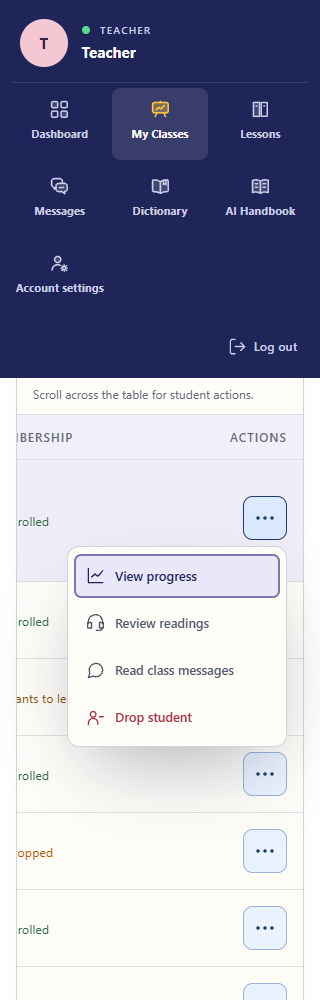 T
TEACHER
Teacher
Dashboard
My Classes
Lessons
Messages
Dictionary
AI Handbook
Account settings
Log out
Scroll across the table for student actions.
IBERSHIP ACTIONS
rolled
View progress
rolled
Review readings
Read class messages
ants to le
Drop student
rolled
ropped
rolled